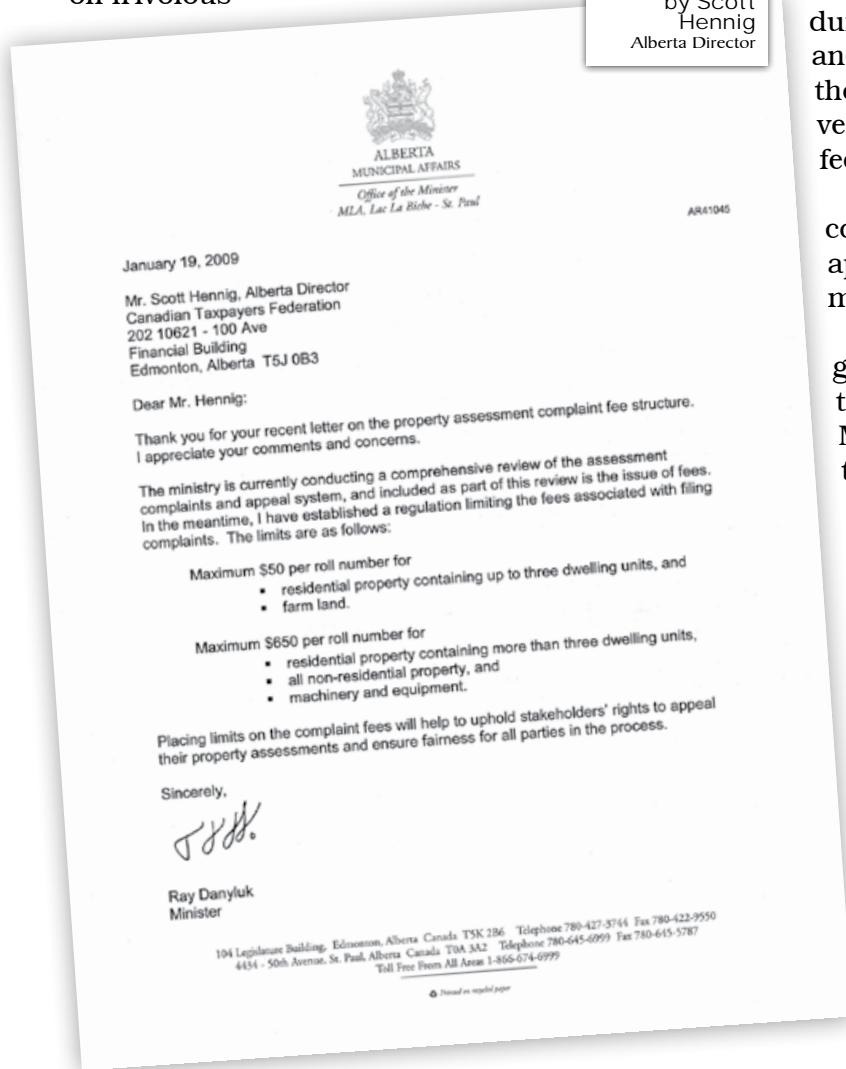 on frivolous
by Scott
Hennig
Alberta Director
ALBERTA
MUNICIPAL AFFAIRS
Office of the Minister
MLA, Lac La Biche - St. Paul
AR41045
January 19, 2009
Mr. Scott Hennig, Alberta Director
Canadian Taxpayers Federation
202 10621 - 100 Ave
Financial Building
Edmonton, Alberta T5J 0B3
Dear Mr. Hennig:
Thank you for your recent letter on the property assessment complaint fee structure.
I appreciate your comments and concerns.
The ministry is currently conducting a comprehensive review of the assessment
complaints and appeal system, and included as part of this review is the issue of fees.
In the meantime, I have established a regulation limiting the fees associated with filing
complaints. The limits are as follows:
Maximum $50 per roll number for
▪ residential property containing up to three dwelling units, and
▪ farm land.
Maximum $650 per roll number for
▪ residential property containing more than three dwelling units,
▪ all non-residential property, and
▪ machinery and equipment.
Placing limits on the complaint fees will help to uphold stakeholders' rights to appeal
their property assessments and ensure fairness for all parties in the process.
Sincerely,
Ray Danyluk
Minister
104 Legislature Building, Edmonton, Alberta Canada T5K 2B6 Telephone 780-427-3744 Fax 780-422-9550
4434 - 50th Avenue, St. Paul, Alberta Canada T0A 3A2 Telephone 780-645-6999 Fax 780-645-5787
Toll Free From All Areas 1-866-674-6999
Printed on recycled paper